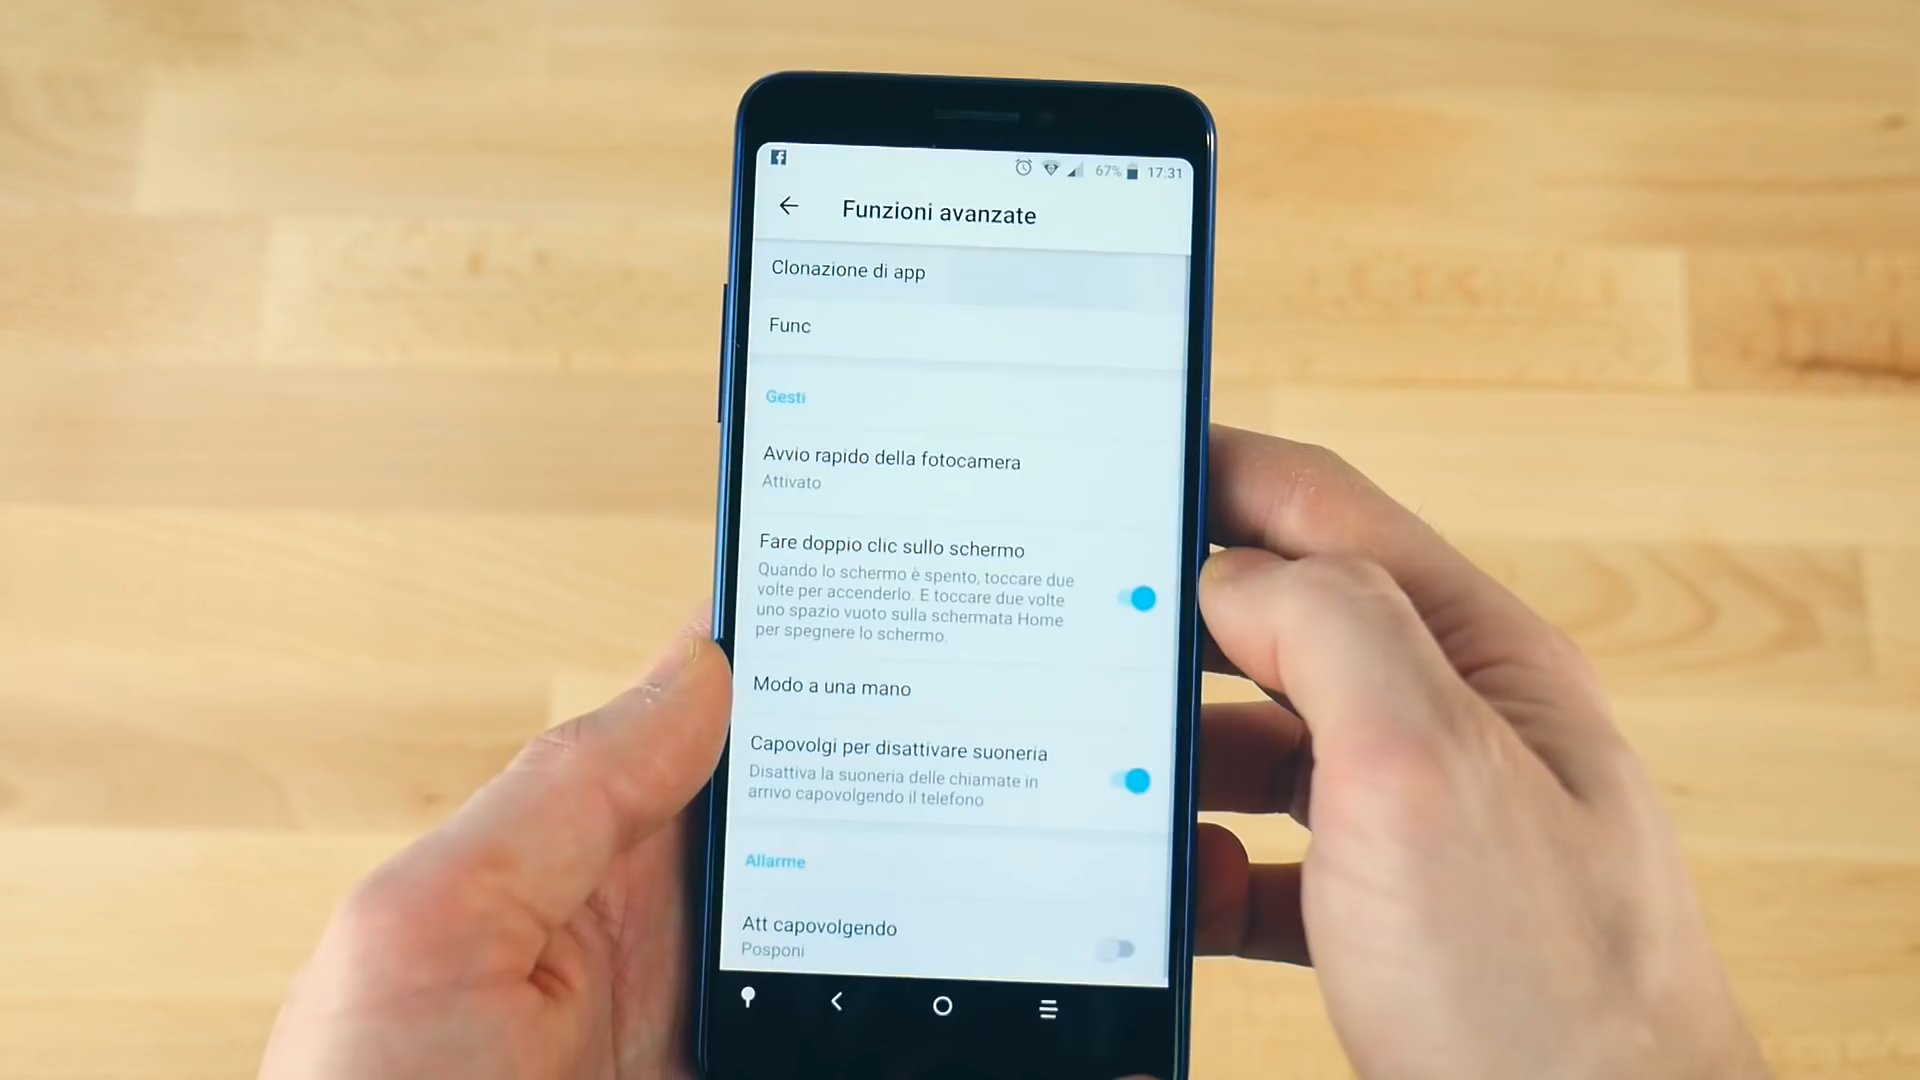 67% 17:31
Funzioni avanzate
Clonazione di app
Func
Gesti
Avvio rapido della fotocamera
Attivato
Fare doppio clic sullo schermo
Quando lo schermo è spento, toccare due
volte per accenderlo. E toccare due volte
uno spazio vuoto sulla schermata Home
per spegnere lo schermo.
Modo a una mano
Capovolgi per disattivare suoneria
Disattiva la suoneria delle chiamate in
arrivo capovolgendo il telefono
Allarme
Att capovolgendo
Posponi